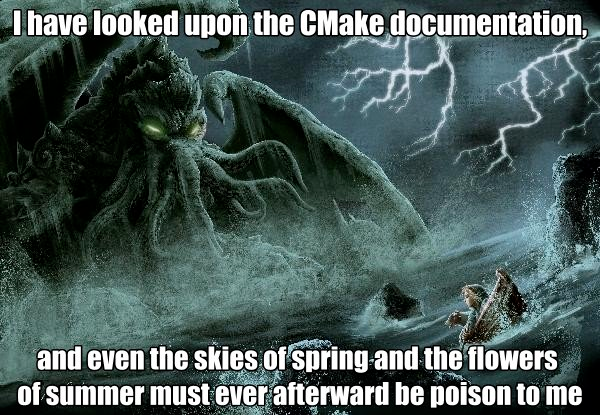 I have looked upon the CMake documentation,
and even the skies of spring and the flowers
of summer must ever afterward be poison to me